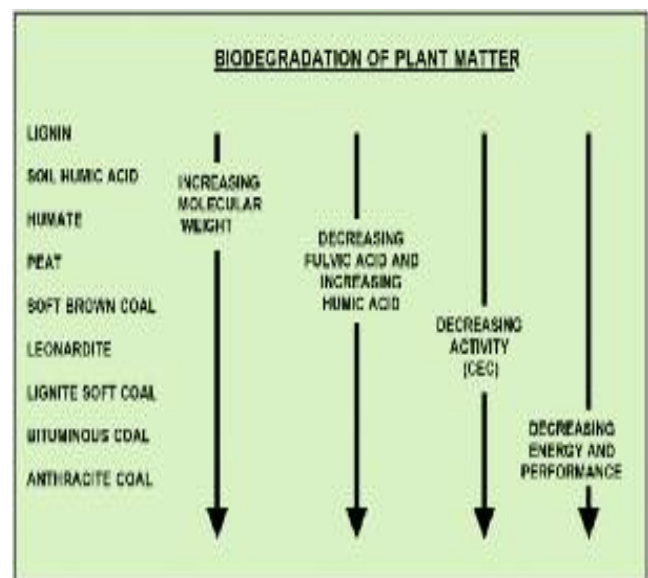 BIODEGRADATION OF PLANT MATTER
LIGNIN
SOIL HUMIC ACID
HUMATE
PEAT
SOFT BROWN COAL
LEONARDITE
LIGNITE SOFT COAL
BITUMINOUS COAL
ANTHRACITE COAL
INCREASING
MOLECULAR
WEIGHT
DECREASING
FULVIC ACID AND
INCREASING
HUMIC ACID
DECREASING
ACTIVITY
(CEC)
DECREASING
ENERGY AND
PERFORMANCE